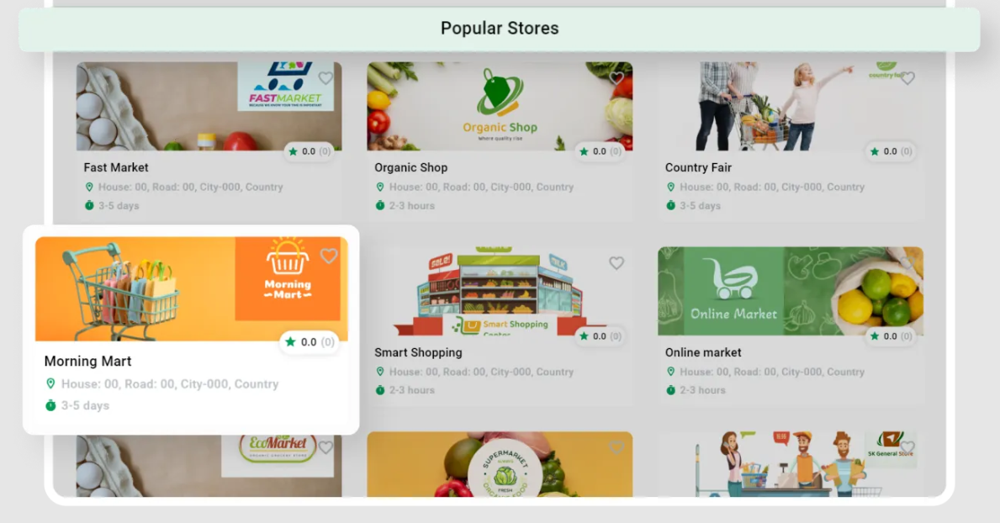 Popular Stores
FASTMARKET
BECAUSE WE KNOW YOUR TIME IS IMPORTANT
0.0 (0)
Fast Market
House: 00, Road: 00, City-000, Country
3-5 days
Organic Shop
Where quality rise
0.0 (0)
Organic Shop
House: 00, Road: 00, City-000, Country
2-3 hours
country fair
0.0 (0)
Country Fair
House: 00, Road: 00, City-000, Country
3-5 days
Morning
~Mart~
0.0 (0)
Morning Mart
House: 00, Road: 00, City-000, Country
3-5 days
SALE!
MILK
Smart Shopping
Center
0.0 (0)
Smart Shopping
House: 00, Road: 00, City-000, Country
2-3 hours
Online Market
0.0 (0)
Online market
House: 00, Road: 00, City-000, Country
2-3 hours
EcoMarket
ORGANIC GROCERY STORE
SUPERMARKET
ALWAYS
FRESH
ORGANIC FOOD
SK General Store